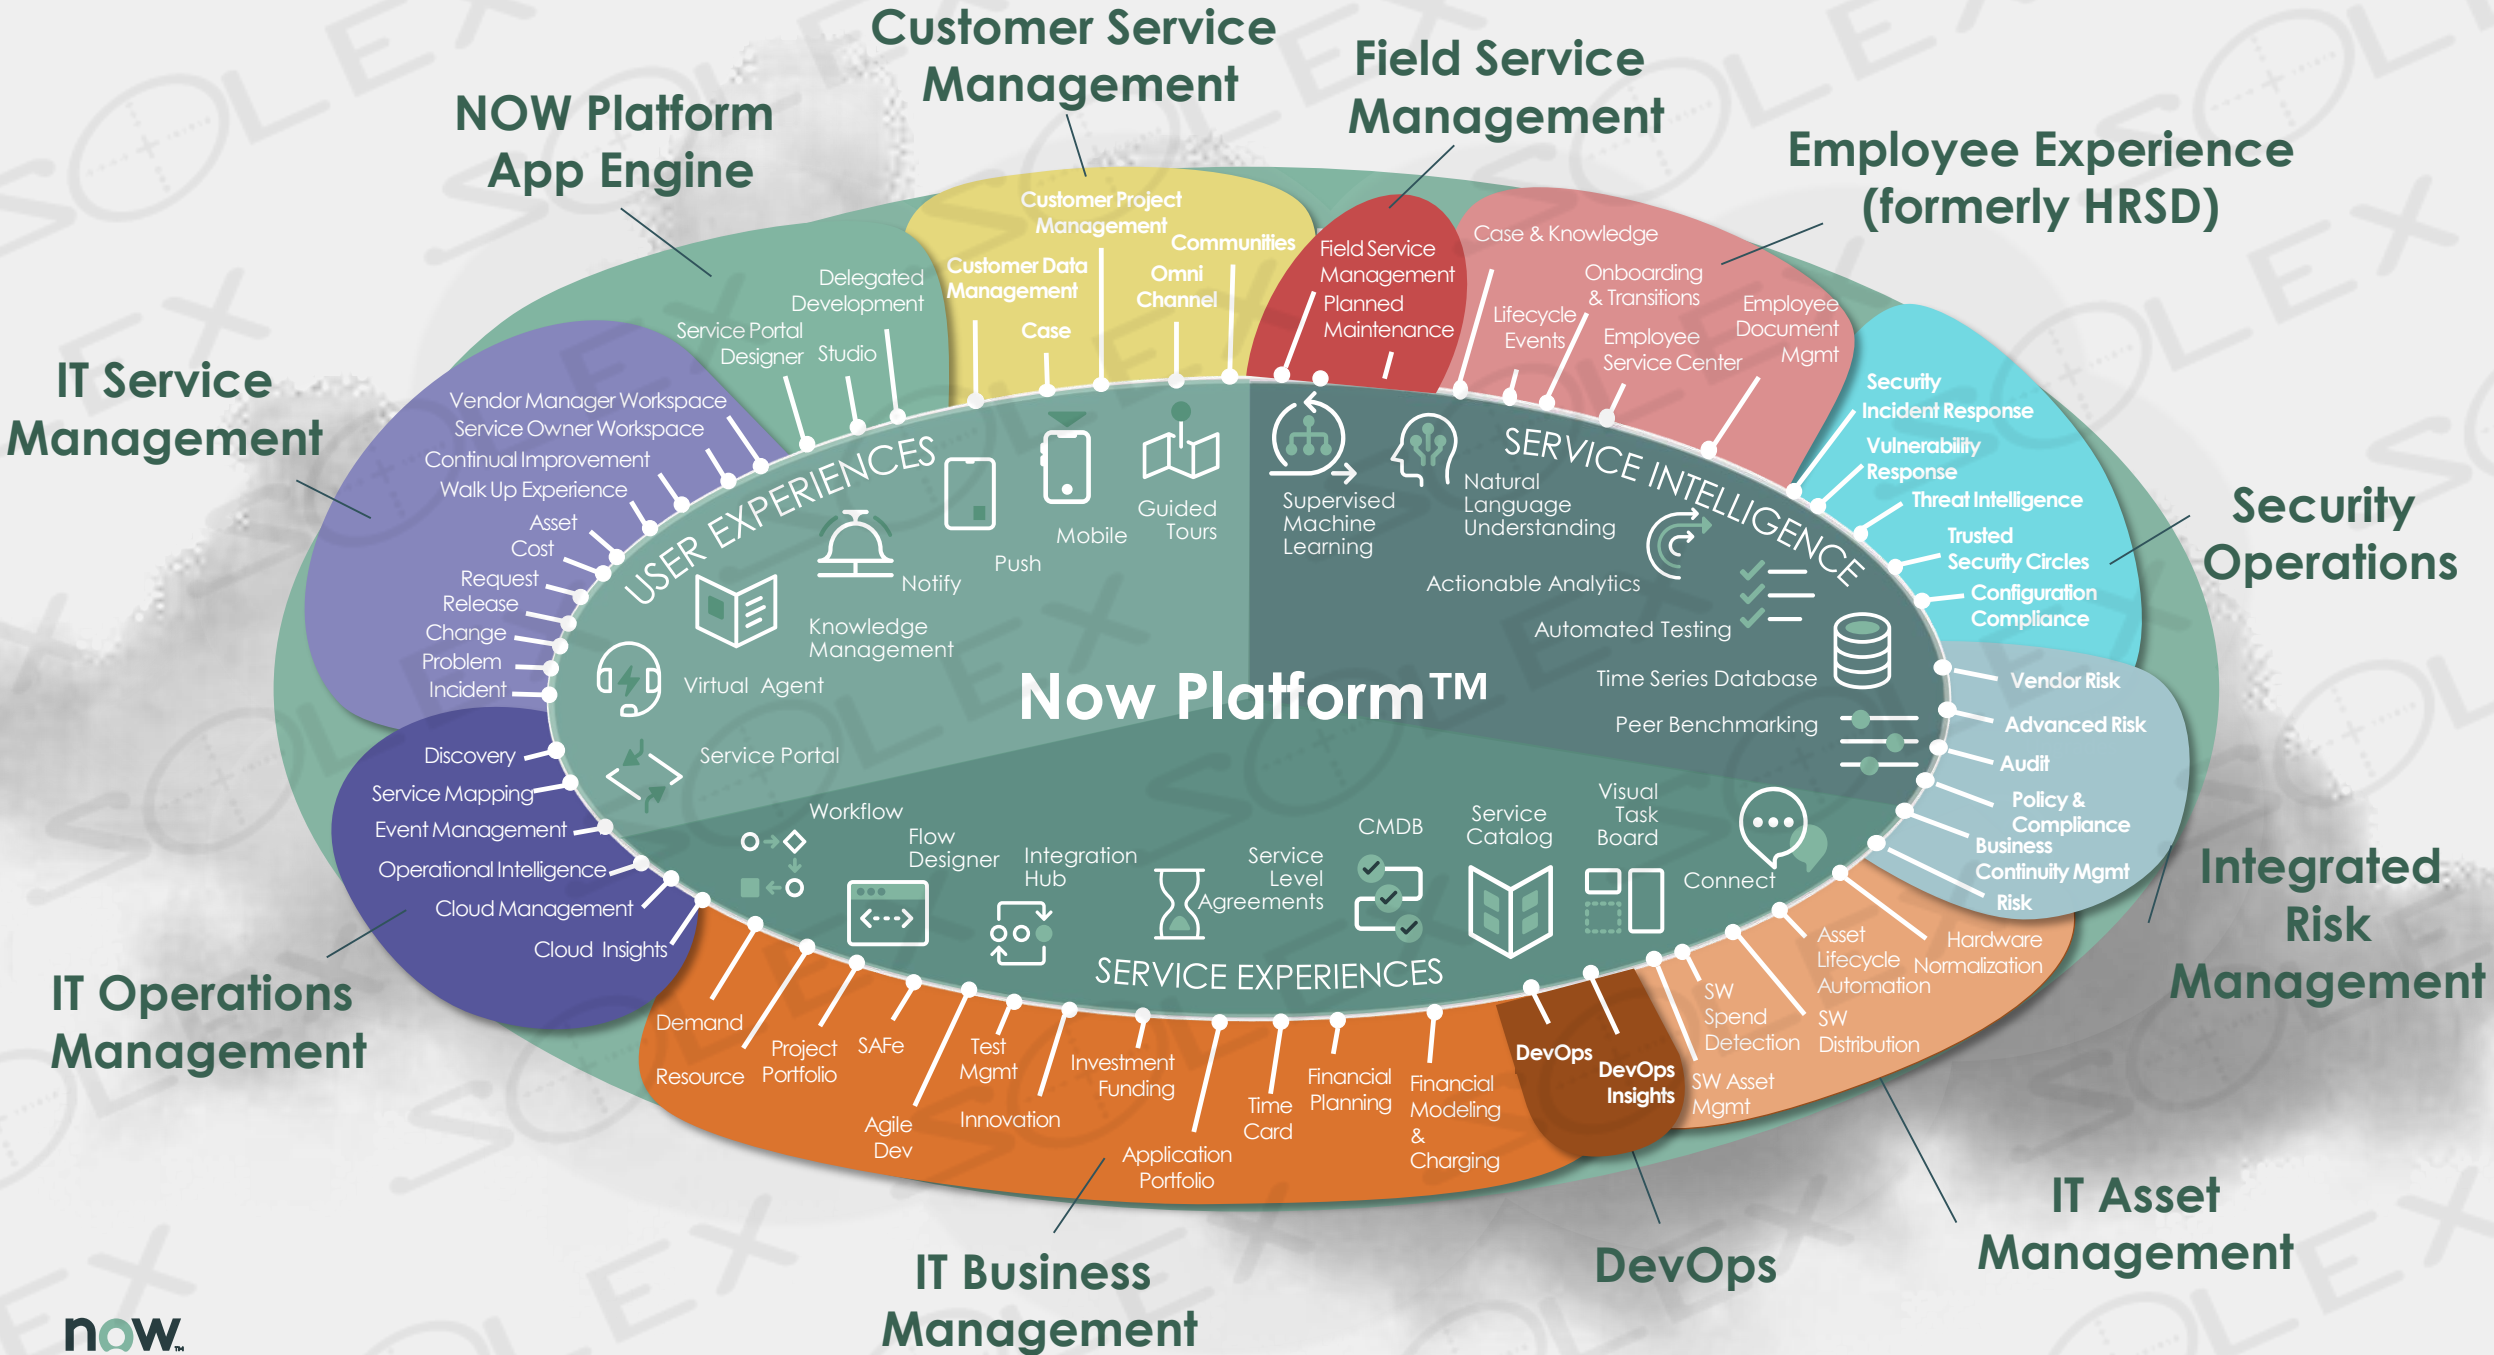 Customer Service
Management
Field Service
Management
NOW Platform
App Engine
Employee Experience
(formerly HRSD)
IT Service
Management
Security
Operations
IT Operations
Management
Integrated
Risk
Management
IT Business
Management
DevOps
IT Asset
Management
Delegated
Development
Service Portal
Designer
Studio
Customer Project
Management
Customer Data
Management
Communities
Omni
Channel
Case
Field Service
Management
Planned
Maintenance
Case & Knowledge
Onboarding
& Transitions
Lifecycle
Events
Employee
Service Center
Employee
Document
Mgmt
Security
Incident Response
Vulnerability
Response
Threat Intelligence
Trusted
Security Circles
Configuration
Compliance
Vendor Risk
Advanced Risk
Audit
Policy &
Compliance
Business
Continuity Mgmt
Risk
Vendor Manager Workspace
Service Owner Workspace
Continual Improvement
Walk Up Experience
Asset
Cost
Request
Release
Change
Problem
Incident
Discovery
Service Mapping
Event Management
Operational Intelligence
Cloud Management
Cloud Insights
Demand
Resource
Project
Portfolio
SAFe
Agile
Dev
Test
Mgmt
Innovation
Investment
Funding
Application
Portfolio
Time
Card
Financial
Planning
Financial
Modeling
&
Charging
DevOps
DevOps
Insights
SW Asset
Mgmt
SW
Spend
Detection
SW
Distribution
Asset
Lifecycle
Automation
Hardware
Normalization
USER EXPERIENCES
Guided
Tours
Mobile
Push
Notify
Knowledge
Management
Virtual Agent
Service Portal
SERVICE INTELLIGENCE
Supervised
Machine
Learning
Natural
Language
Understanding
Actionable Analytics
Automated Testing
Time Series Database
Peer Benchmarking
Now Platform™
Workflow
Flow
Designer
Integration
Hub
Service
Level
Agreements
CMDB
Service
Catalog
Visual
Task
Board
Connect
SERVICE EXPERIENCES
now™
SOLEX